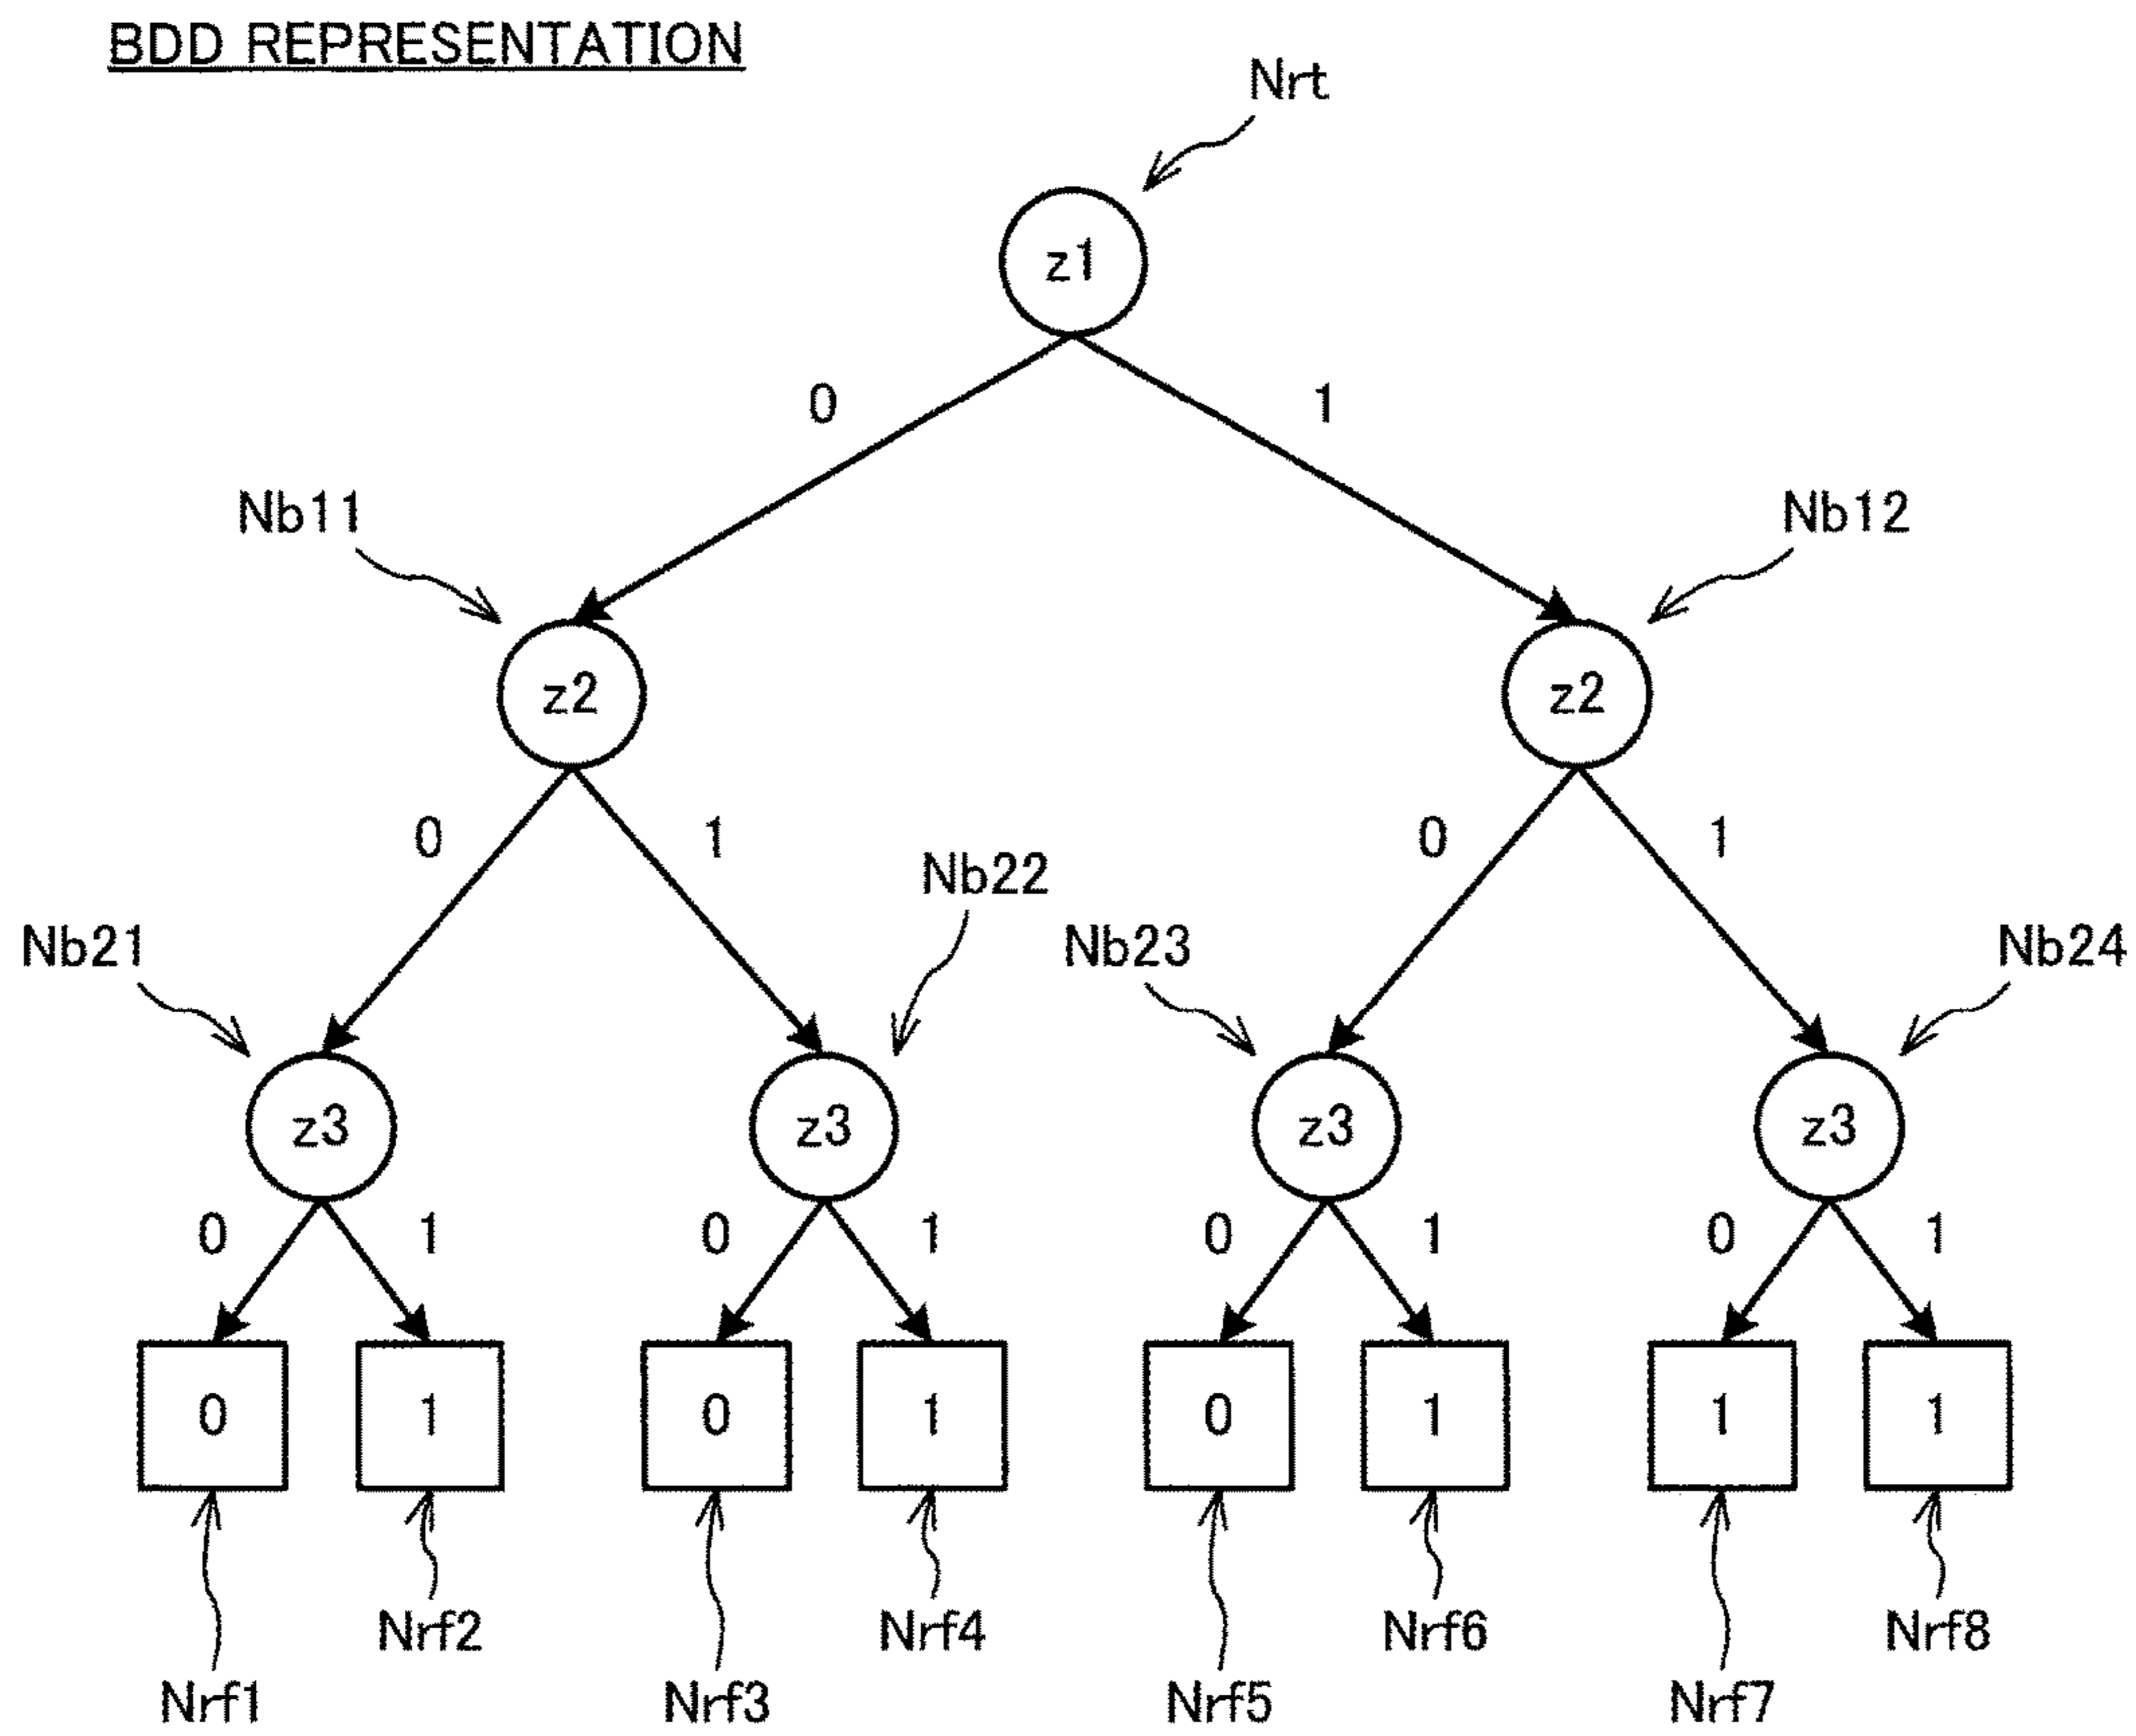 BDD REPRESENTATION
Nrt
z1
0 1
Nb11 Nb12
z2 z2
0 1 0 1
Nb22
Nb21 Nb23 Nb24
z3 z3 z3 z3
0 1 0 1 0 1 0 1
0 1 0 1 0 1 1 1
Nrf2 Nrf4 Nrf6 Nrf8
Nrf1 Nrf3 Nrf5 Nrf7